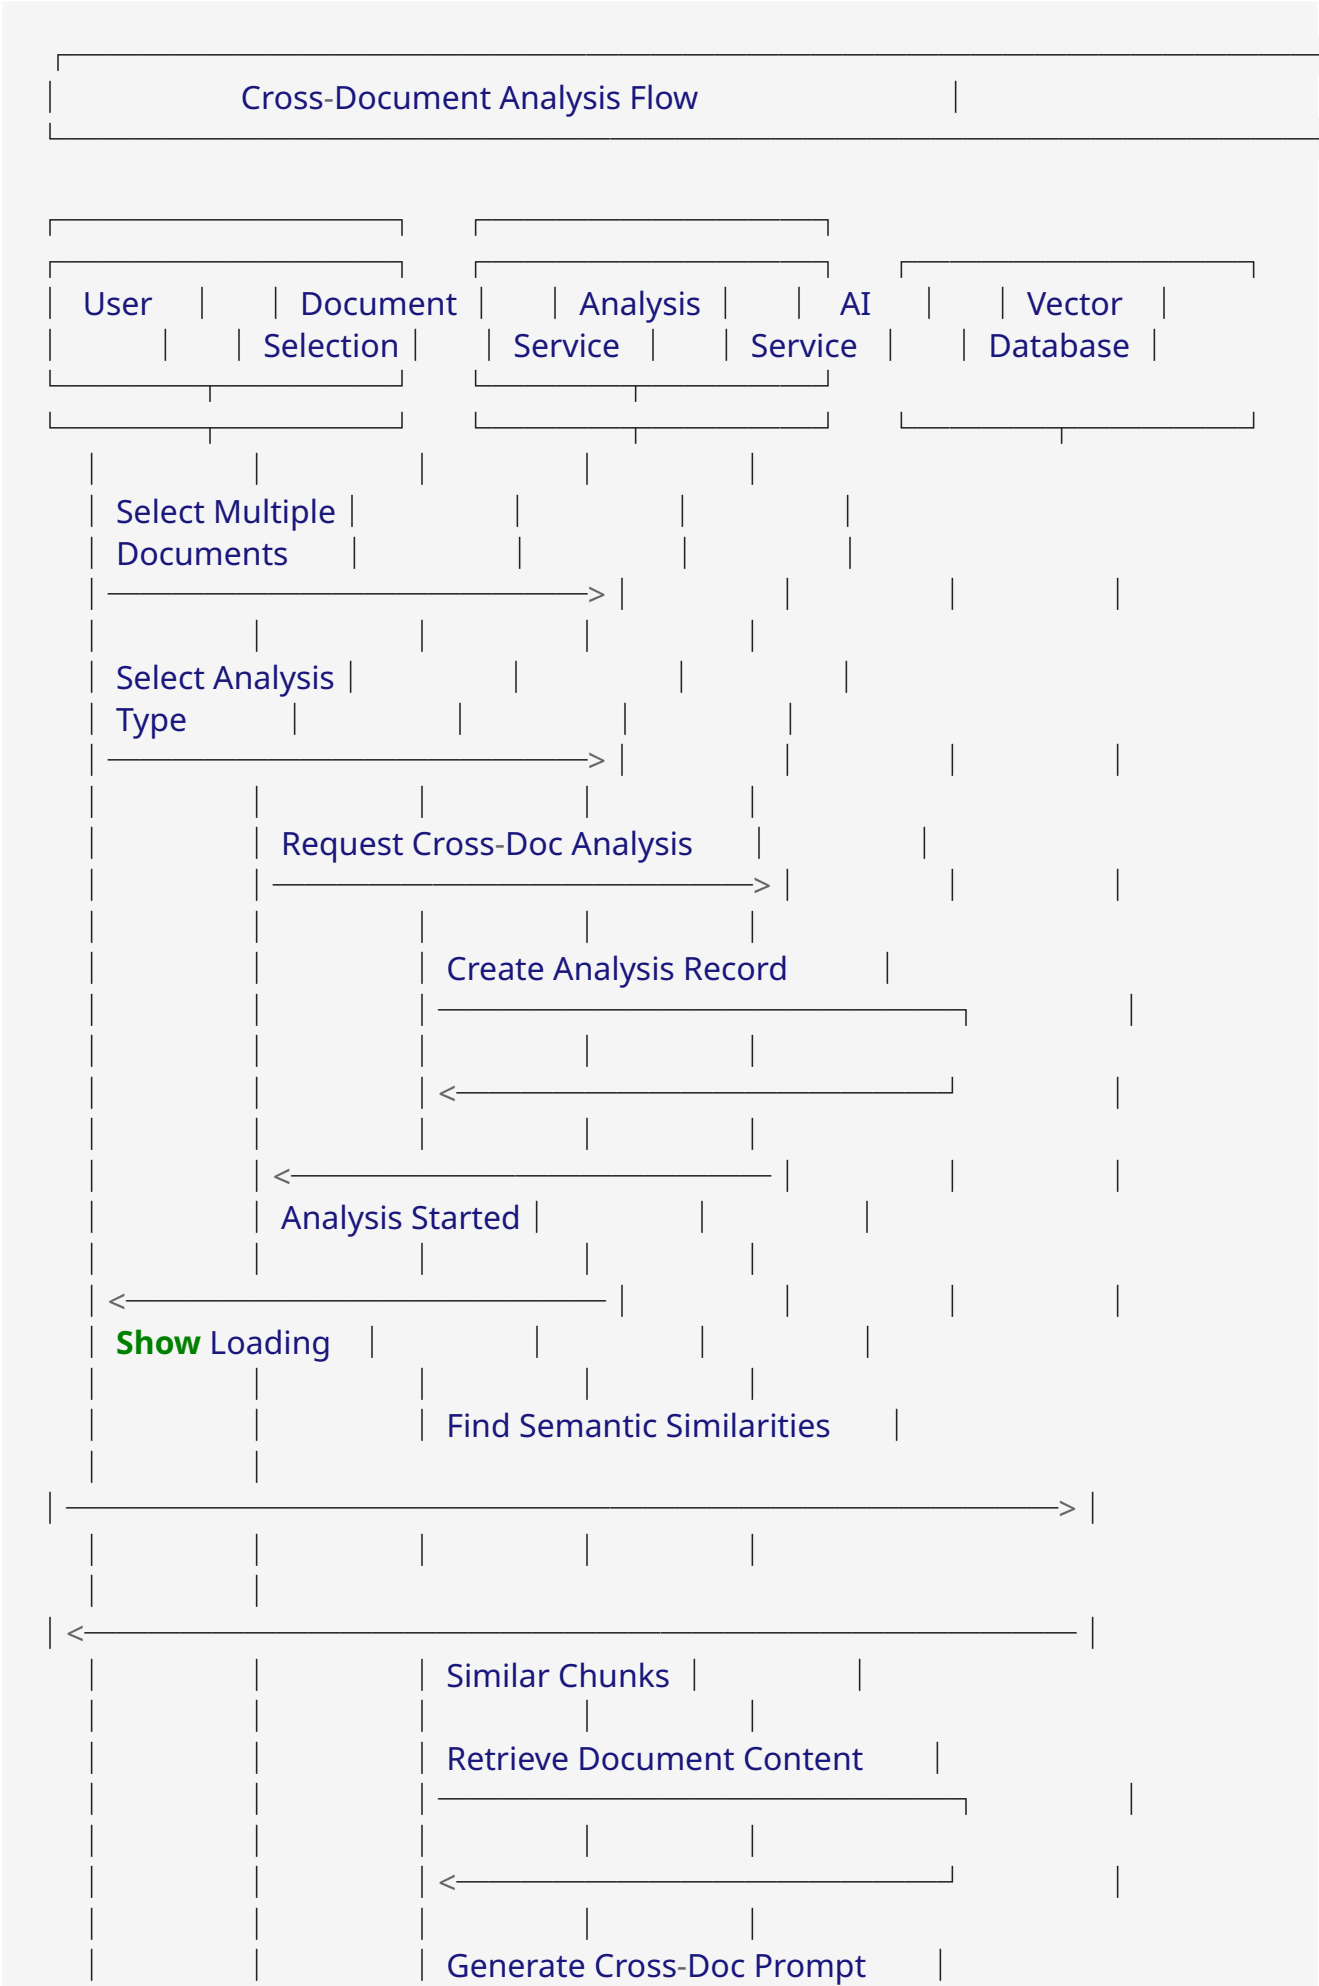 Cross-Document Analysis Flow
User Document Analysis AI Vector
Selection Service Service Database
Select Multiple
Documents
Select Analysis
Type
Request Cross-Doc Analysis
Create Analysis Record
Analysis Started
Show Loading
Find Semantic Similarities
Similar Chunks
Retrieve Document Content
Generate Cross-Doc Prompt